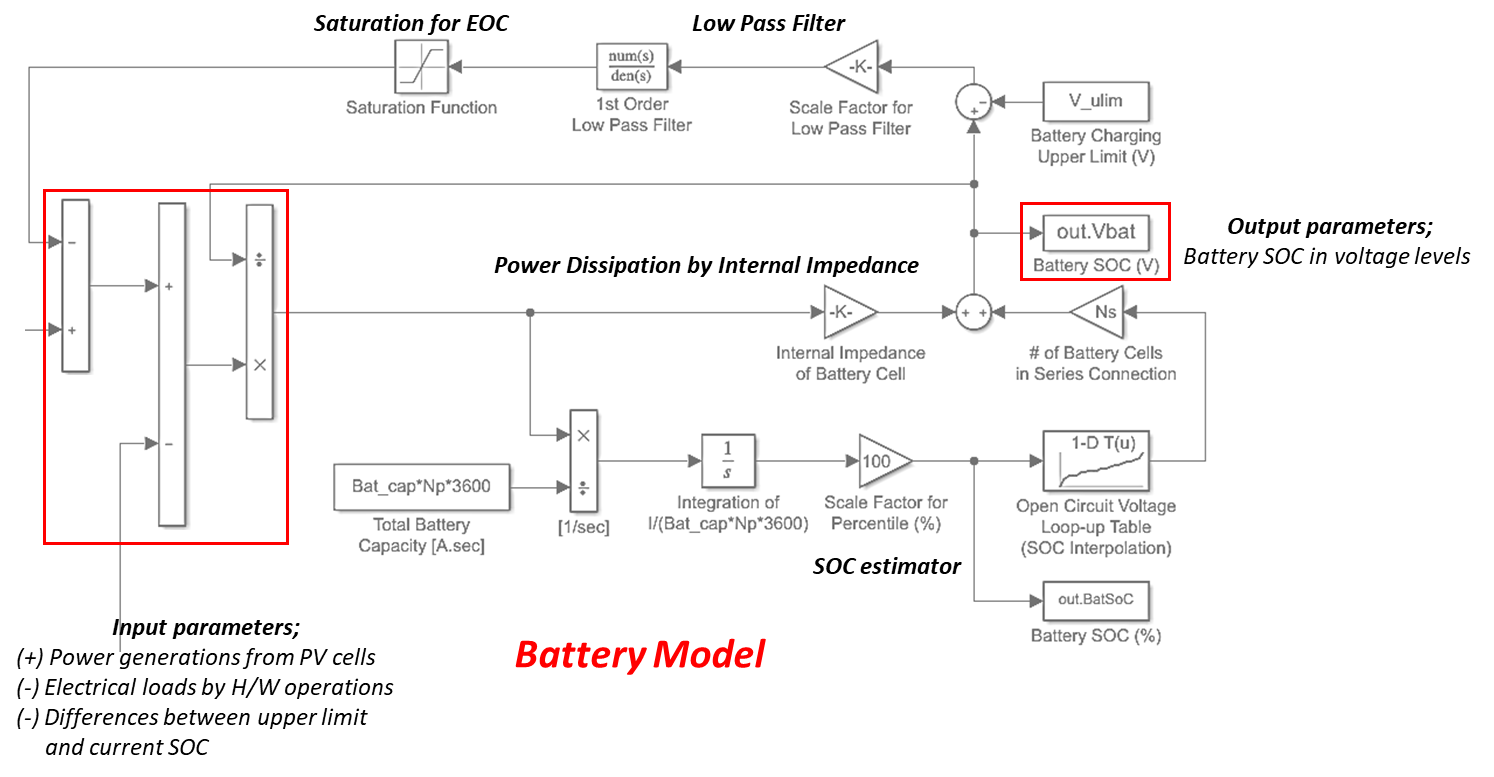 Saturation for EOC
Low Pass Filter
num(s)
den(s)
-K-
V_ulim
Saturation Function
1st Order
Low Pass Filter
Scale Factor for
Low Pass Filter
-
+
Battery Charging
Upper Limit (V)
-
+
+
-
÷
×
out.Vbat
Battery SOC (V)
Output parameters;
Battery SOC in voltage levels
Power Dissipation by Internal Impedance
-K-
+ +
Ns
Internal Impedance
of Battery Cell
# of Battery Cells
in Series Connection
Bat_cap*Np*3600
Total Battery
Capacity [A.sec]
×
÷
[1/sec]
1
s
Integration of
I/(Bat_cap*Np*3600)
100
Scale Factor for
Percentile (%)
1-D T(u)
Open Circuit Voltage
Loop-up Table
(SOC Interpolation)
SOC estimator
out.BatSoC
Battery SOC (%)
Input parameters;
(+) Power generations from PV cells
(-) Electrical loads by H/W operations
(-) Differences between upper limit
and current SOC
Battery Model